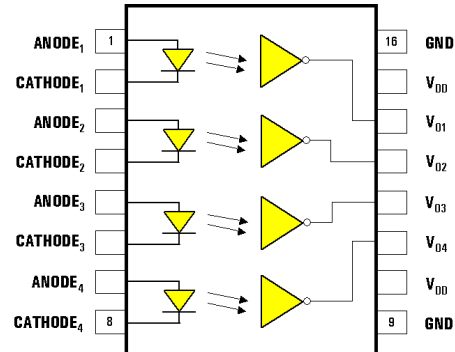 ANODE1 1 16 GND
CATHODE1 VDD
ANODE2 VO1
CATHODE2 VO2
ANODE3 VO3
CATHODE3 VO4
ANODE4 VDD
CATHODE4 8 9 GND